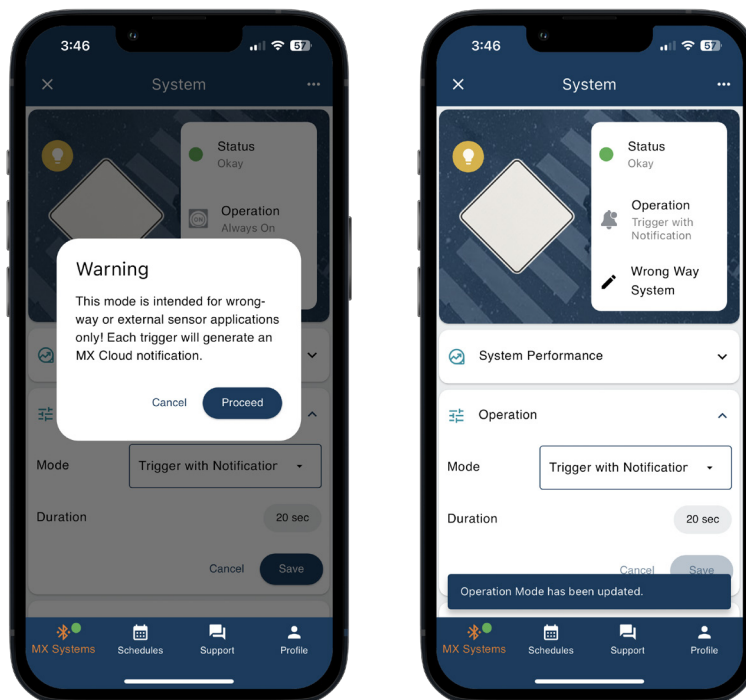 3:46
57
System
Status
Okay
ON
Operation
Always On
Warning
This mode is intended for wrong-
way or external sensor applications
only! Each trigger will generate an
MX Cloud notification.
Cancel
Proceed
Mode
Trigger with Notification
Duration
20 sec
Cancel
Save
MX Systems
Schedules
Support
Profile
3:46
57
System
Status
Okay
Operation
Trigger with
Notification
Wrong Way
System
System Performance
Operation
Mode
Trigger with Notification
Duration
20 sec
Cancel
Save
Operation Mode has been updated.
MX Systems
Schedules
Support
Profile